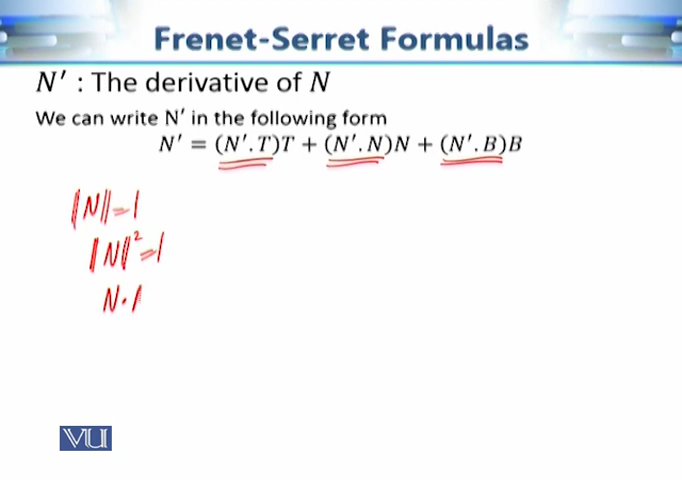 Frenet-Serret Formulas
N′ : The derivative of N
We can write N′ in the following form
N′ = (N′.T)T + (N′.N)N + (N′.B)B
‖N‖=1
‖N‖²=1
N·
VU